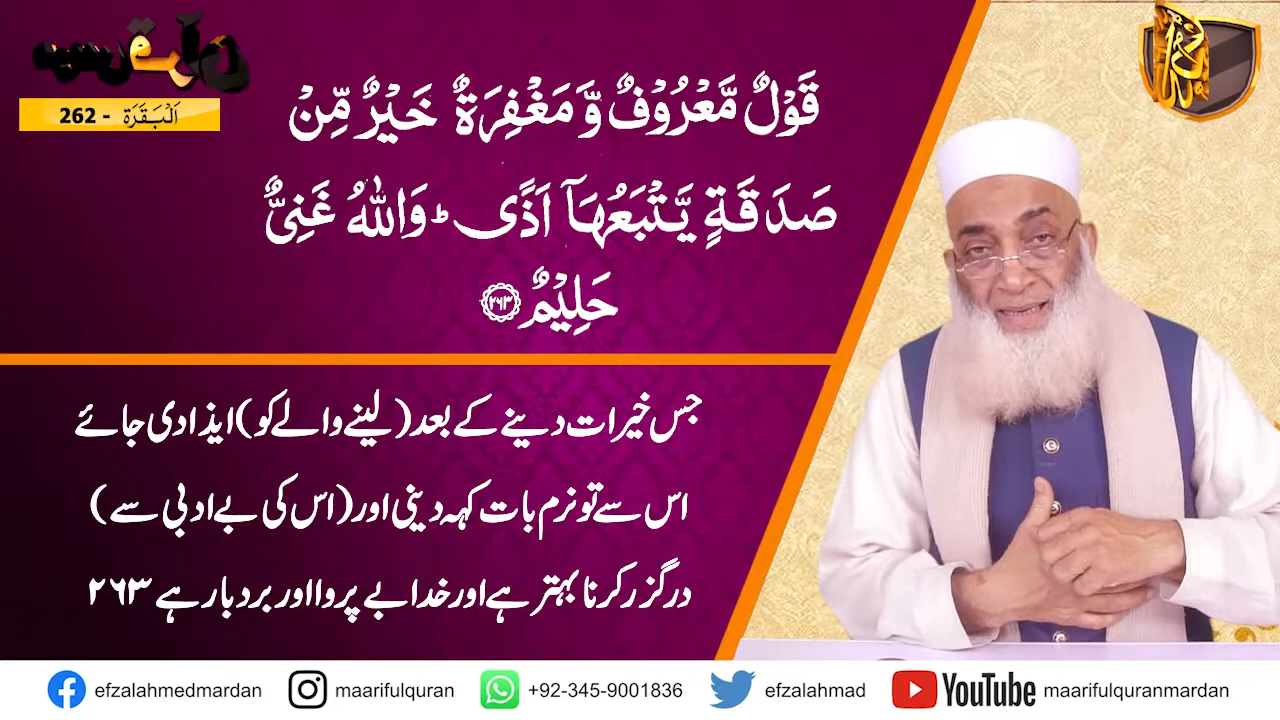 اَلْبَقَرَة - 262
قَوْلٌ مَّعْرُوْفٌ وَّ مَغْفِرَةٌ خَيْرٌ مِّنْ
صَدَقَةٍ يَّتْبَعُهَاۤ اَذًى ؕ وَاللّٰهُ غَنِىٌّ
حَلِيْمٌ ۲۶۳
جس خیرات دینے کے بعد (لینے والے کو) ایذا دی جائے
اس سے تو نرم بات کہہ دینی اور (اس کی بے ادبی سے)
درگزر کرنا بہتر ہے اور خدا بے پروا اور بردبار ہے ۲۶۳
efzalahmedmardan maarifulquran +92-345-9001836 efzalahmad YouTube maarifulquranmardan